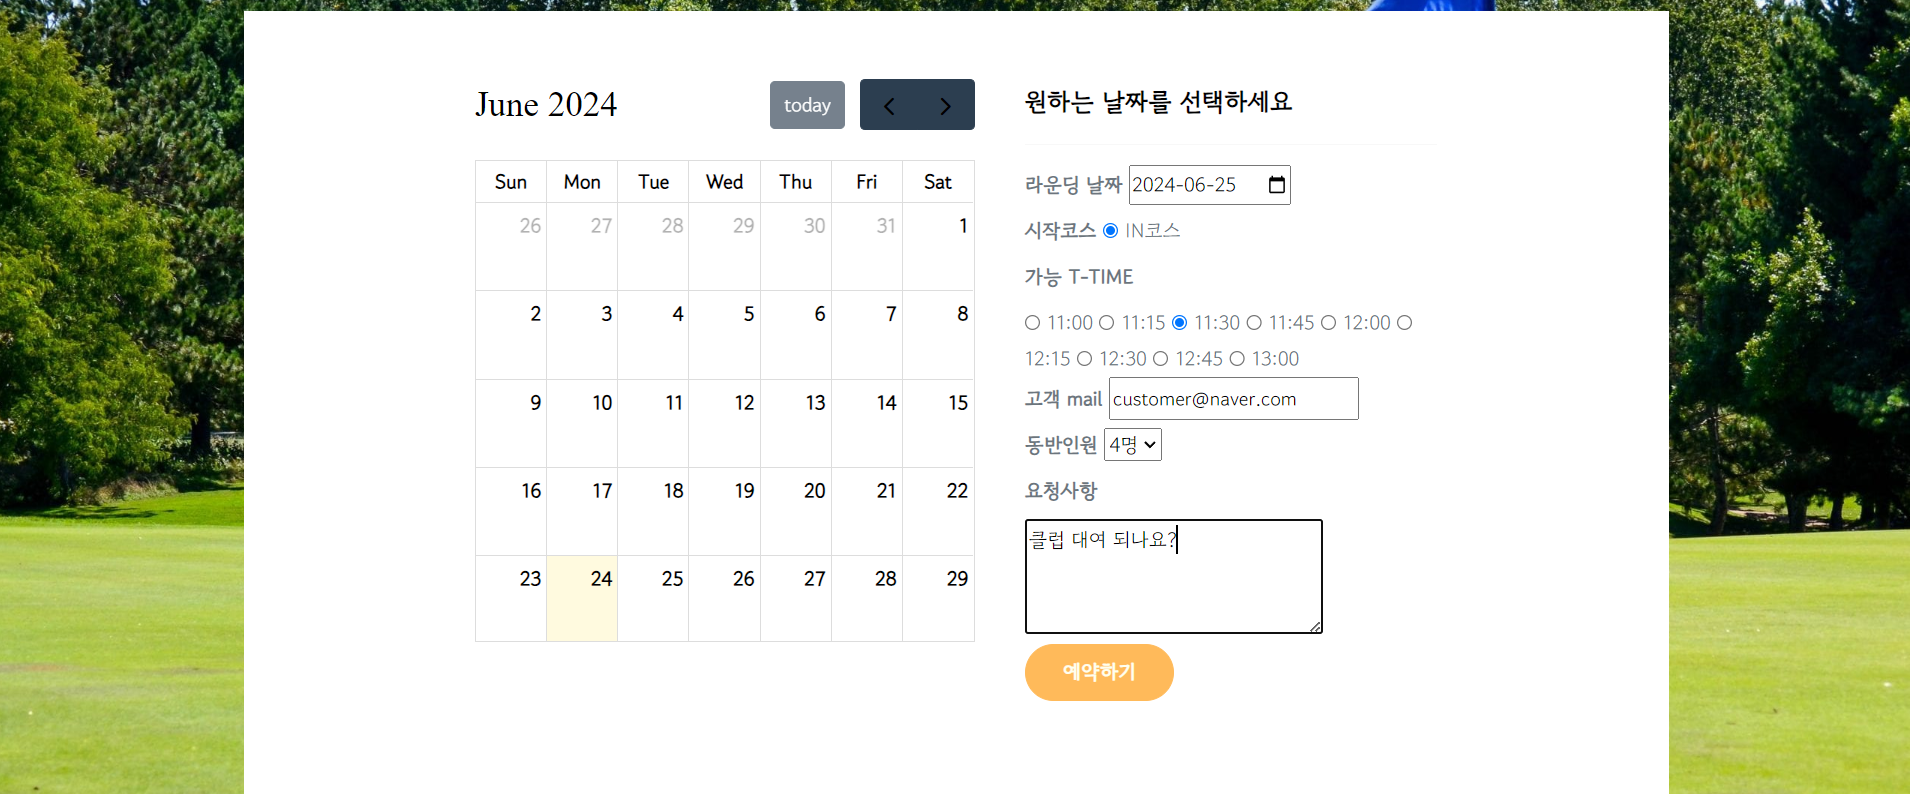 June 2024
today
Sun Mon Tue Wed Thu Fri Sat
26 27 28 29 30 31 1
2 3 4 5 6 7 8
9 10 11 12 13 14 15
16 17 18 19 20 21 22
23 24 25 26 27 28 29
원하는 날짜를 선택하세요
라운딩 날짜 2024-06-25
시작코스 IN코스
가능 T-TIME
11:00 11:15 11:30 11:45 12:00
12:15 12:30 12:45 13:00
고객 mail customer@naver.com
동반인원 4명
요청사항
클럽 대여 되나요?
예약하기